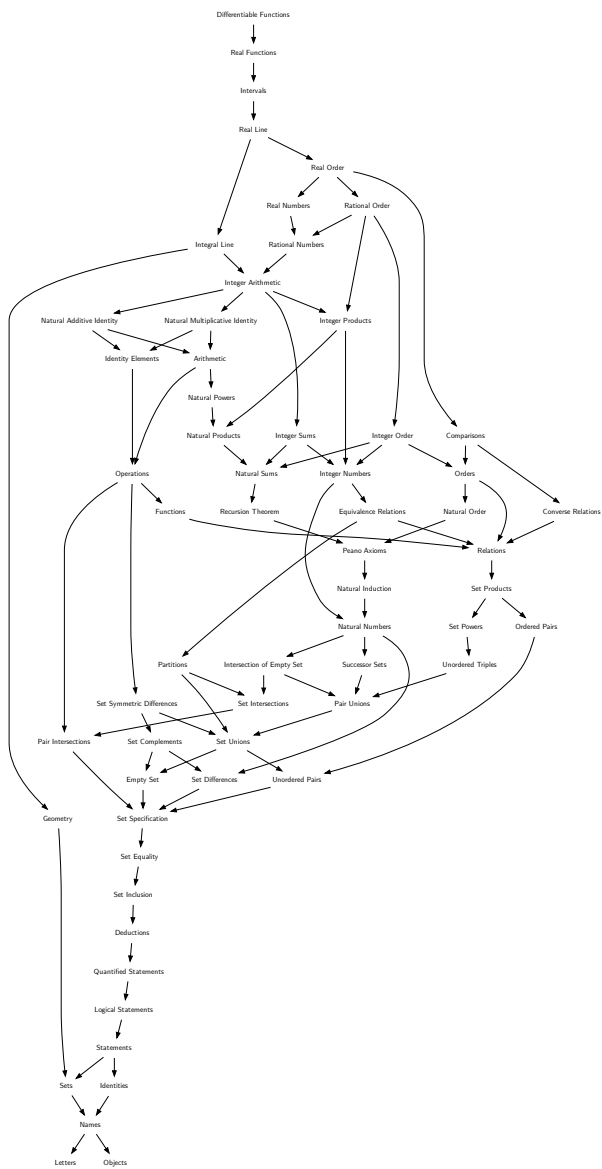 Differentiable Functions
Real Functions
Intervals
Real Line
Real Order
Real Numbers Rational Order
Integral Line Rational Numbers
Integer Arithmetic
Natural Additive Identity Natural Multiplicative Identity Integer Products
Identity Elements Arithmetic
Natural Powers
Natural Products Integer Sums Integer Order Comparisons
Operations Natural Sums Integer Numbers Orders
Functions Recursion Theorem Equivalence Relations Natural Order Converse Relations
Peano Axioms Relations
Natural Induction Set Products
Natural Numbers Set Powers Ordered Pairs
Partitions Intersection of Empty Set Successor Sets Unordered Triples
Set Symmetric Differences Set Intersections Pair Unions
Pair Intersections Set Complements Set Unions
Empty Set Set Differences Unordered Pairs
Geometry Set Specification
Set Equality
Set Inclusion
Deductions
Quantified Statements
Logical Statements
Statements
Sets Identities
Names
Letters Objects